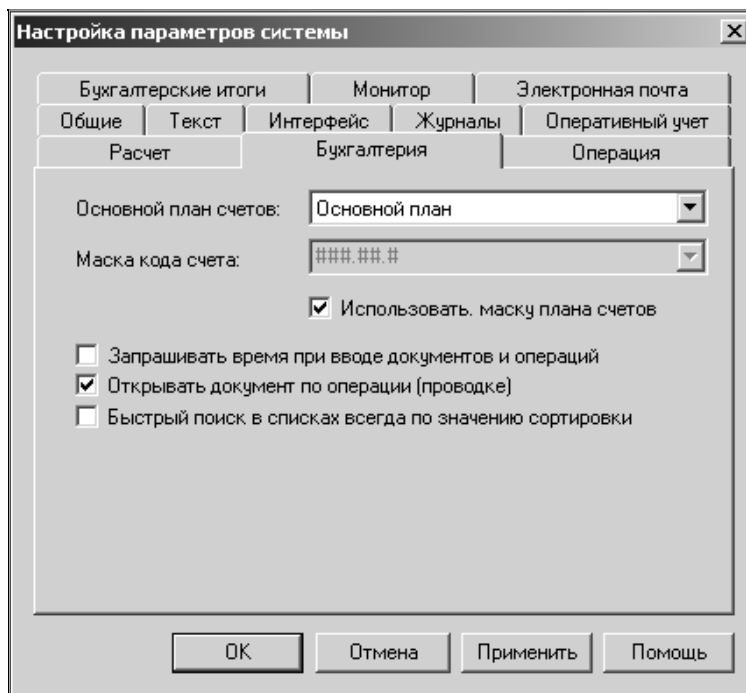 Настройка параметров системы
Бухгалтерские итоги Монитор Электронная почта
Общие Текст Интерфейс Журналы Оперативный учет
Расчет Бухгалтерия Операция
Основной план счетов: Основной план
Маска кода счета: ###.##.#
Использовать. маску плана счетов
Запрашивать время при вводе документов и операций
Открывать документ по операции (проводке)
Быстрый поиск в списках всегда по значению сортировки
OK Отмена Применить Помощь